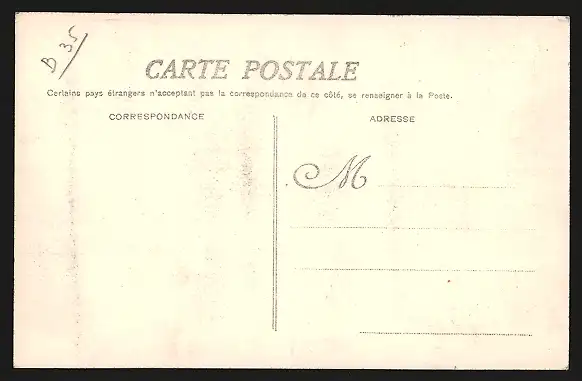 B 35
CARTE POSTALE
Certains pays étrangers n'acceptant pas la correspondance de ce côté, se renseigner à la Poste.
CORRESPONDANCE
ADRESSE
M